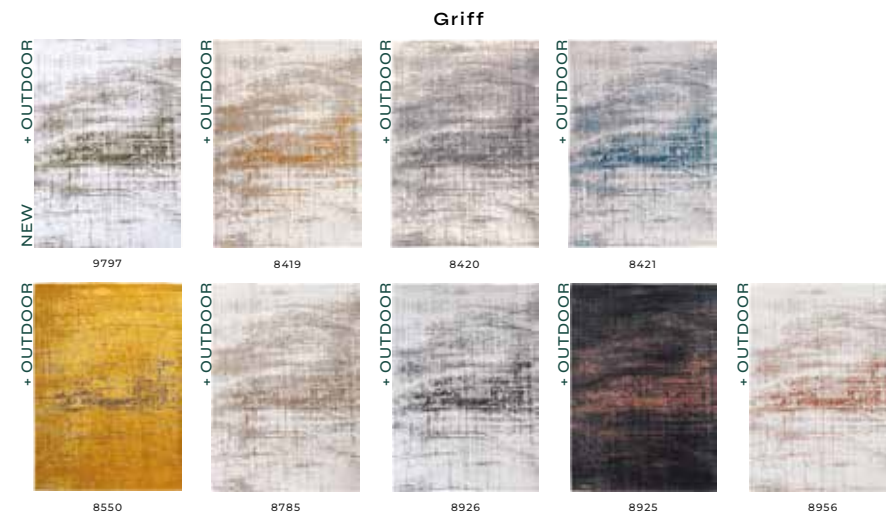 Griff
+ OUTDOOR
NEW
+ OUTDOOR
+ OUTDOOR
+ OUTDOOR
9797
8419
8420
8421
+ OUTDOOR
+ OUTDOOR
+ OUTDOOR
+ OUTDOOR
+ OUTDOOR
8550
8785
8926
8925
8956